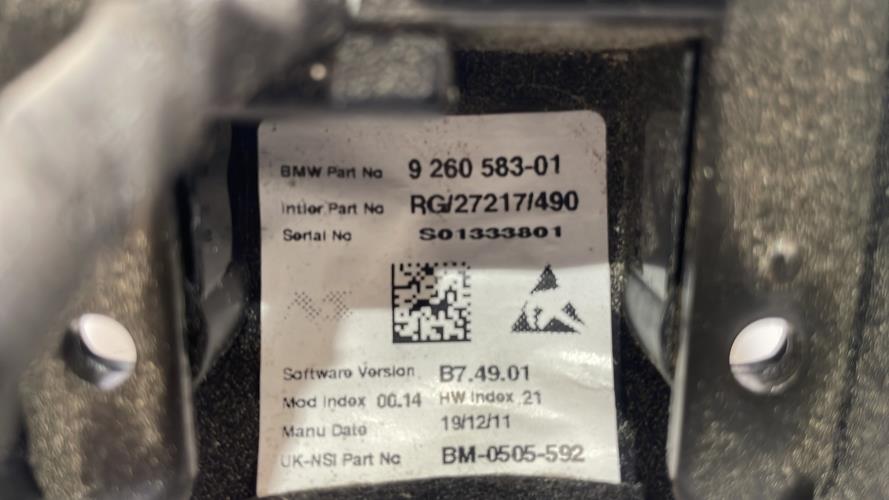 BMW Part No 9 260 583-01
Intier Part No RG/27217/490
Serial No S01333801
Software Version B7.49.01
Mod Index 00.14 HW Index 21
Manu Date 19/12/11
UK-NSI Part No BM-0505-592